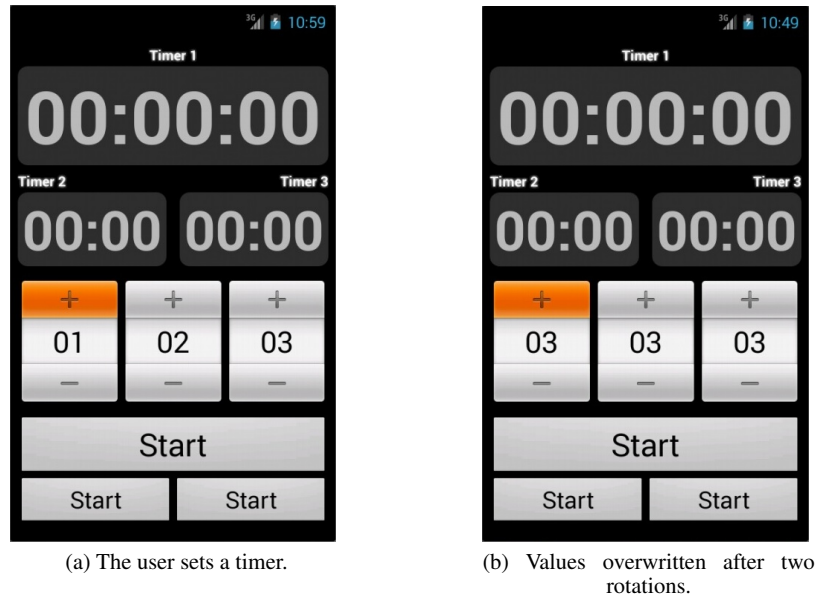 3G 10:59
Timer 1
00:00:00
Timer 2 Timer 3
00:00 00:00
+ + +
01 02 03
− − −
Start
Start Start
(a) The user sets a timer.
3G 10:49
Timer 1
00:00:00
Timer 2 Timer 3
00:00 00:00
+ + +
03 03 03
− − −
Start
Start Start
(b) Values overwritten after two
rotations.